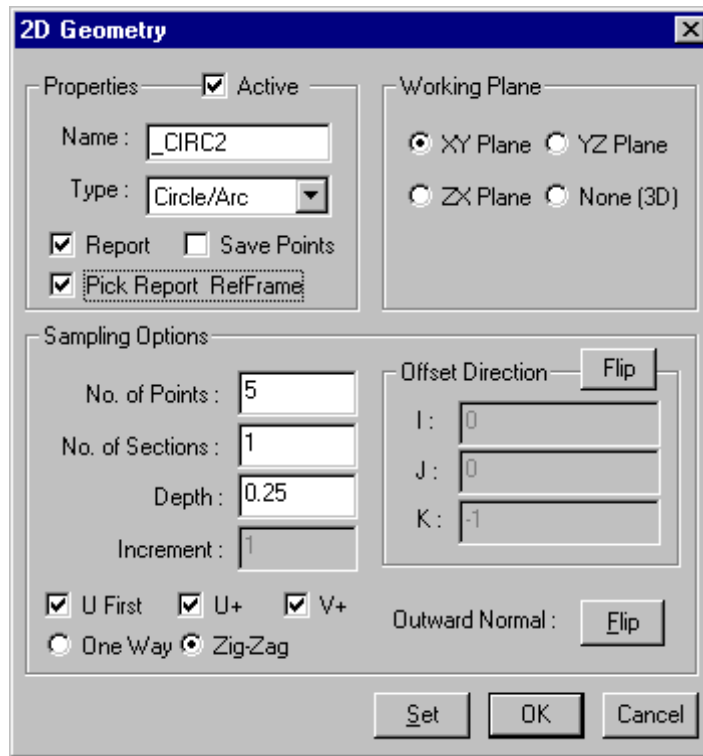 2D Geometry
Properties Active
Name : _CIRC2
Type : Circle/Arc
Report Save Points
Pick Report RefFrame
Working Plane
XY Plane YZ Plane
ZX Plane None (3D)
Sampling Options
No. of Points : 5
No. of Sections : 1
Depth : 0.25
Increment : 1
U First U+ V+
One Way Zig-Zag
Offset Direction Flip
I : 0
J : 0
K : -1
Outward Normal : Flip
Set OK Cancel